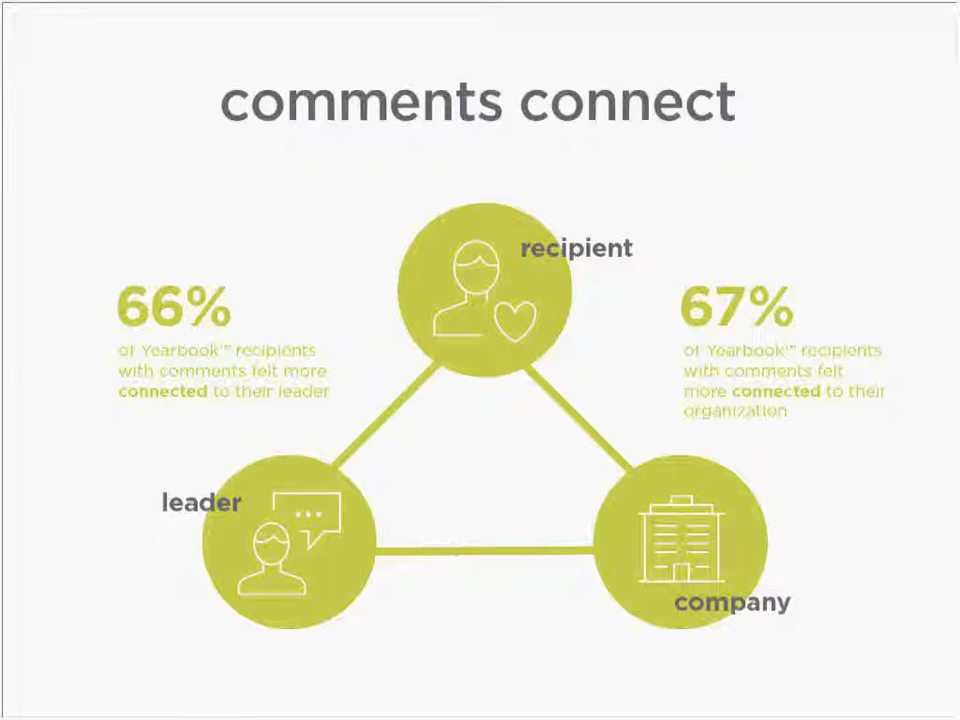 comments connect
recipient
66%
of Yearbook™ recipients
with comments felt more
connected to their leader
67%
of Yearbook™ recipients
with comments felt
more connected to their
organization
leader
company